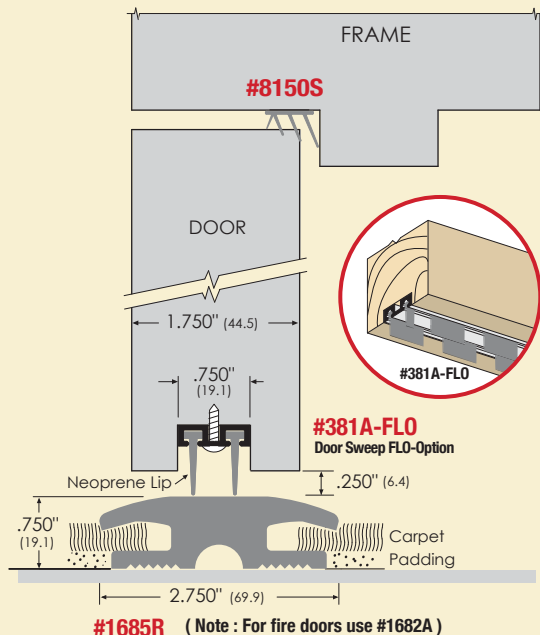 FRAME
#8150S
DOOR
1.750" (44.5)
#381A-FLO
.750"
(19.1)
#381A-FLO
Door Sweep FLO-Option
Neoprene Lip
.250" (6.4)
.750"
(19.1)
Carpet
Padding
2.750" (69.9)
#1685R ( Note : For fire doors use #1682A )